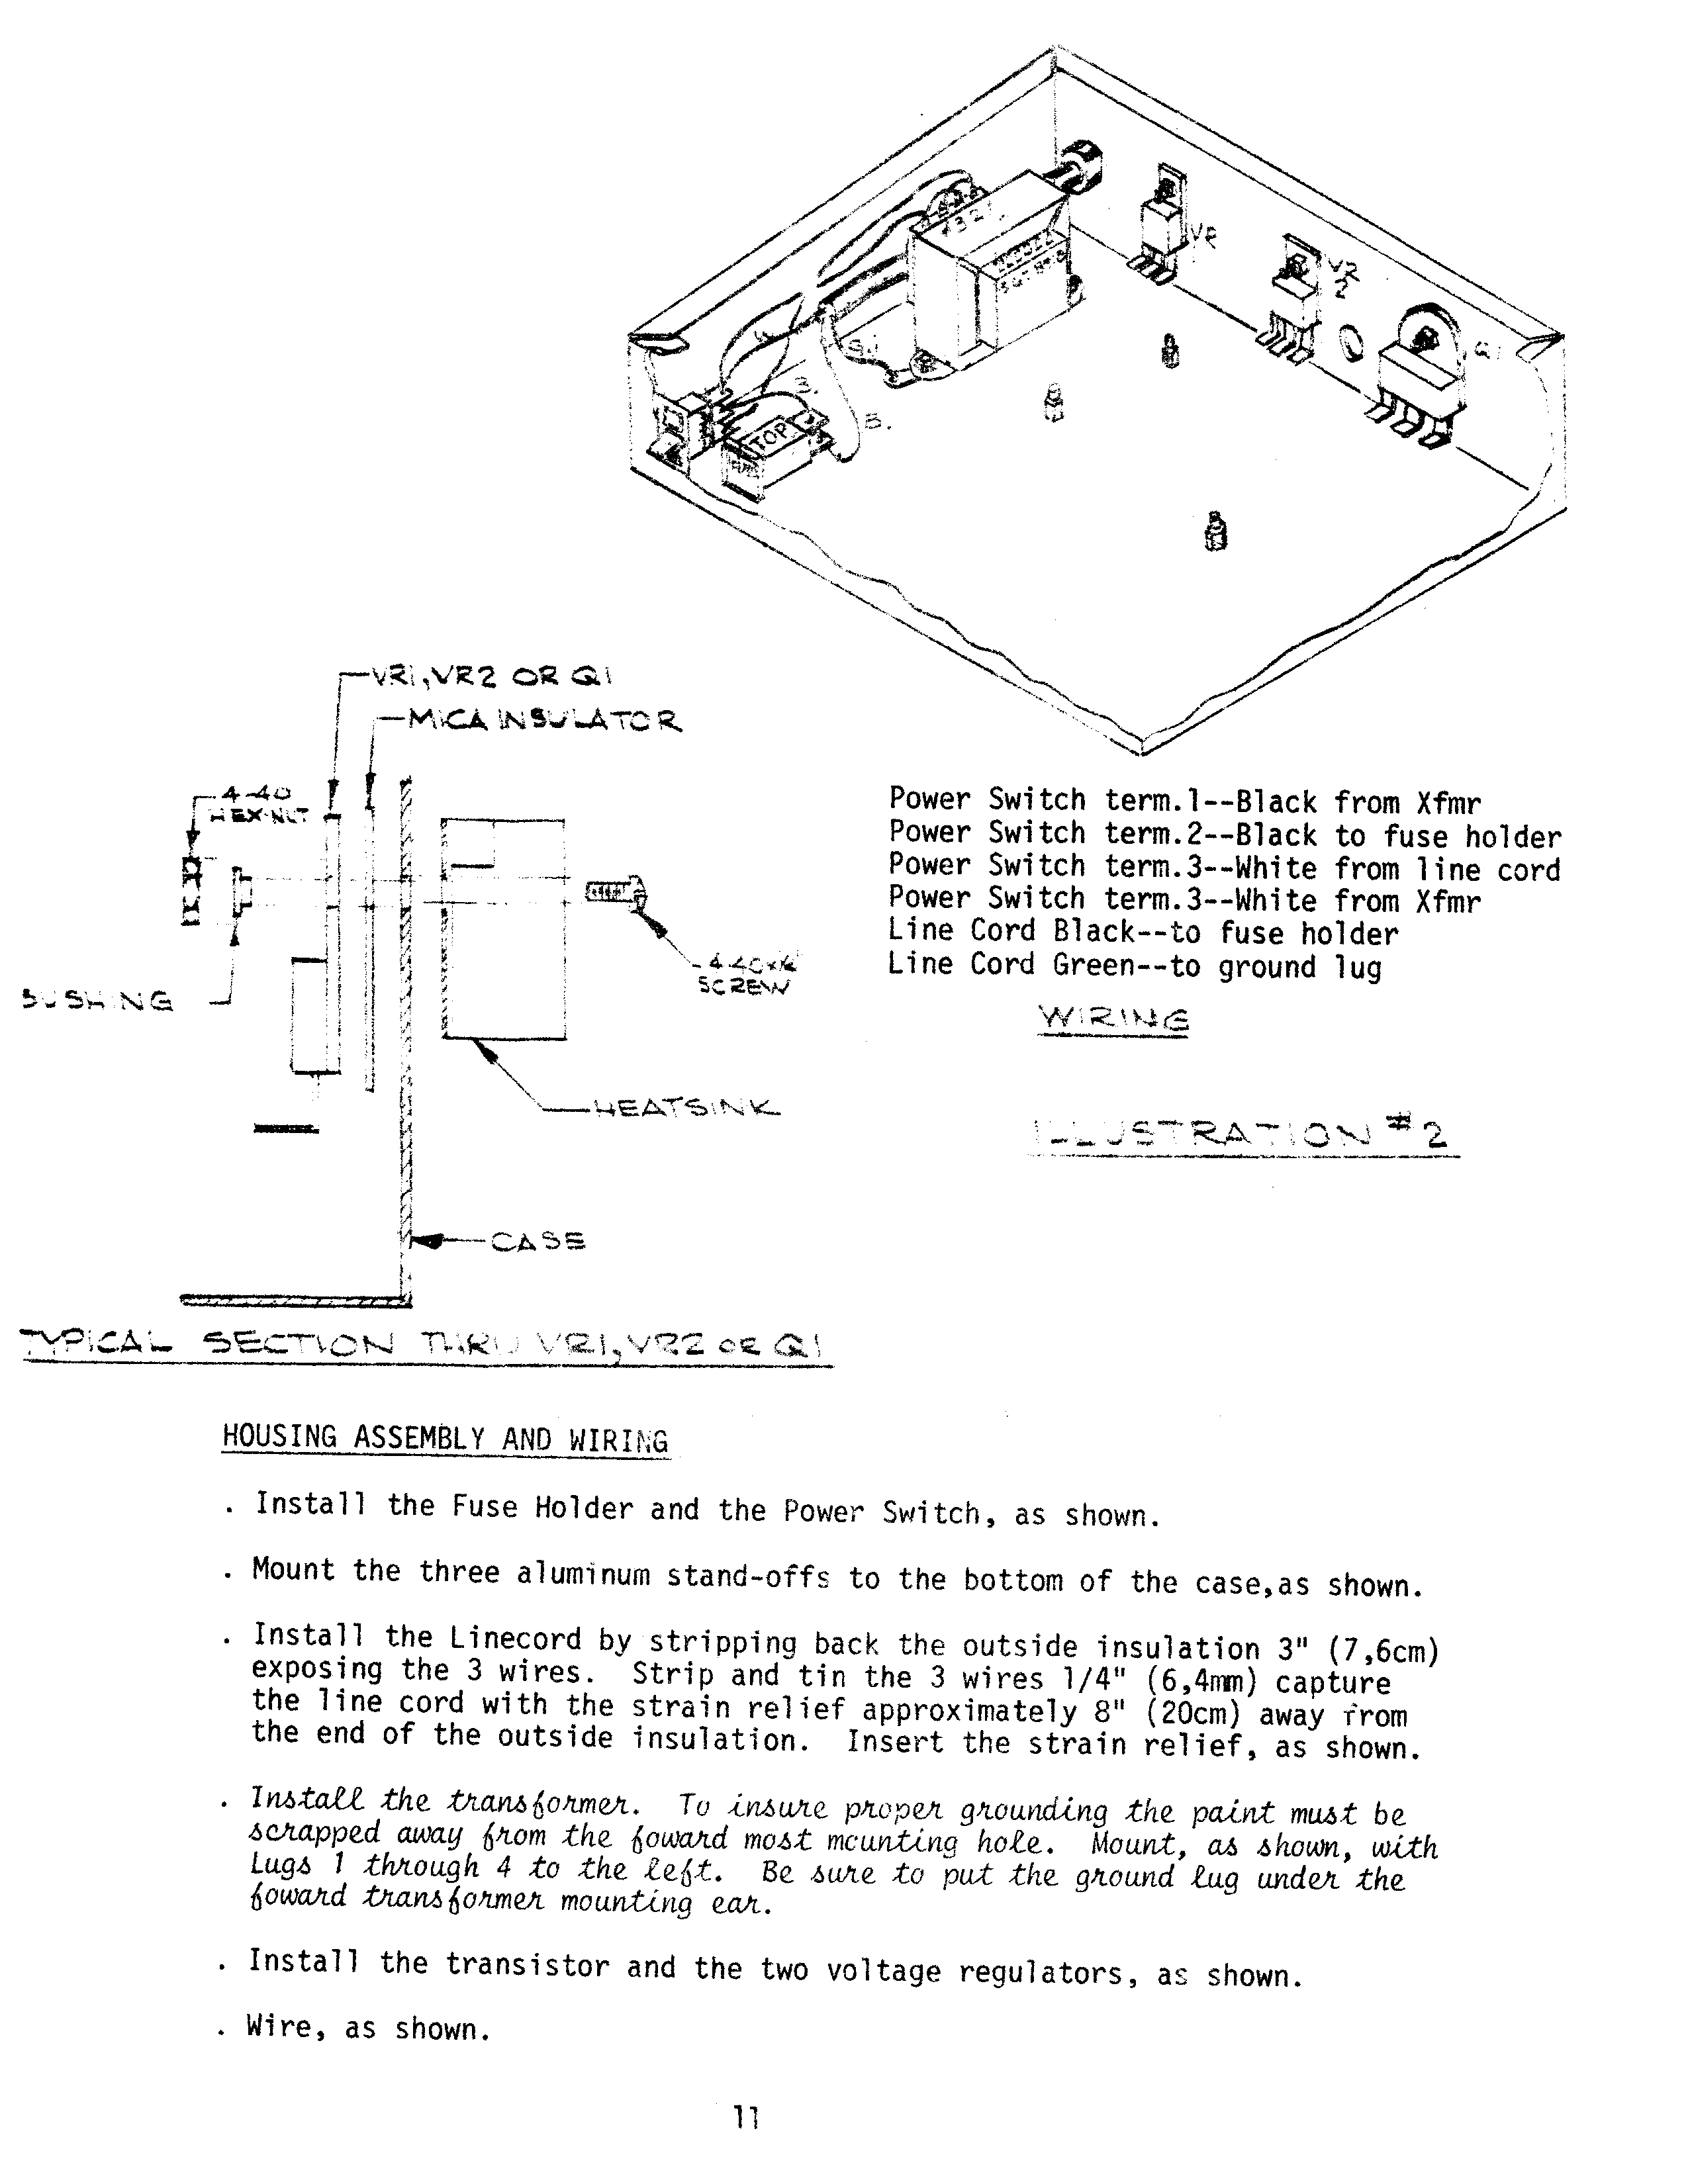 4321
VR
VR
2
Q1
5.
3.
5.
TOP
VR1, VR2 OR Q1
MICA INSULATOR
4-40
HEX NUT
BUSHING
SCREW
HEATSINK
CASE
TYPICAL SECTION THRU VR1, VR2 OR Q1
Power Switch term.1--Black from Xfmr
Power Switch term.2--Black to fuse holder
Power Switch term.3--White from line cord
Power Switch term.3--White from Xfmr
Line Cord Black--to fuse holder
Line Cord Green--to ground lug
WIRING
ILLUSTRATION #2
HOUSING ASSEMBLY AND WIRING
. Install the Fuse Holder and the Power Switch, as shown.
. Mount the three aluminum stand-offs to the bottom of the case,as shown.
. Install the Linecord by stripping back the outside insulation 3" (7,6cm)
exposing the 3 wires. Strip and tin the 3 wires 1/4" (6,4mm) capture
the line cord with the strain relief approximately 8" (20cm) away from
the end of the outside insulation. Insert the strain relief, as shown.
. Install the transformer. To insure proper grounding the paint must be
scrapped away from the foward most mounting hole. Mount, as shown, with
Lugs 1 through 4 to the left. Be sure to put the ground lug under the
foward transformer mounting ear.
. Install the transistor and the two voltage regulators, as shown.
. Wire, as shown.
11